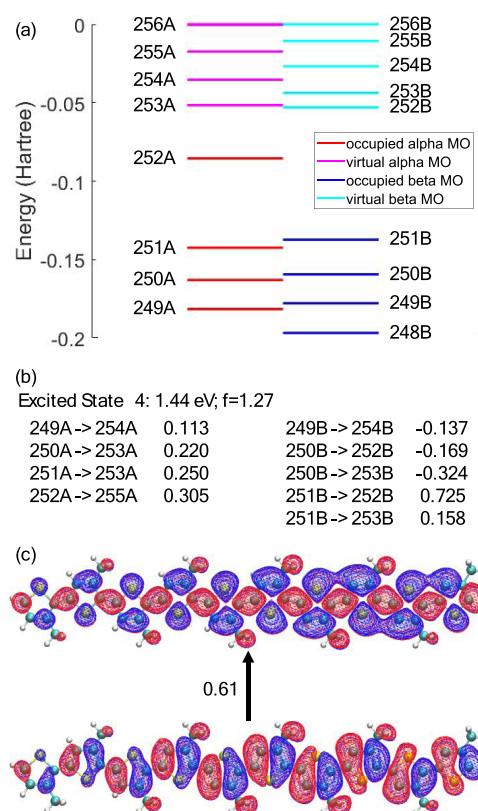 (a)
Energy (Hartree)
0
-0.05
-0.1
-0.15
-0.2
256A
255A
254A
253A
252A
251A
250A
249A
256B
255B
254B
253B
252B
251B
250B
249B
248B
occupied alpha MO
virtual alpha MO
occupied beta MO
virtual beta MO
(b)
Excited State 4: 1.44 eV; f=1.27
249A->254A 0.113 249B->254B -0.137
250A->253A 0.220 250B->252B -0.169
251A->253A 0.250 250B->253B -0.324
252A->255A 0.305 251B->252B 0.725
251B->253B 0.158
(c)
0.61